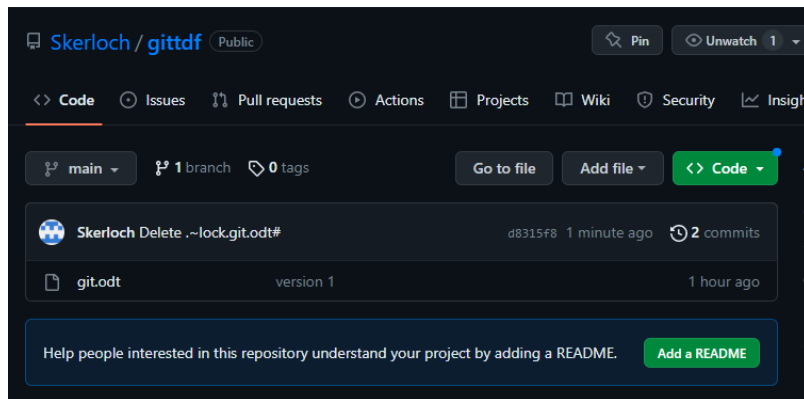 Skerloch / gittdf Public Pin Unwatch 1
Code Issues Pull requests Actions Projects Wiki Security Insigh
main 1 branch 0 tags Go to file Add file Code
Skerloch Delete .~lock.git.odt# d8315f8 1 minute ago 2 commits
git.odt version 1 1 hour ago
Help people interested in this repository understand your project by adding a README. Add a README